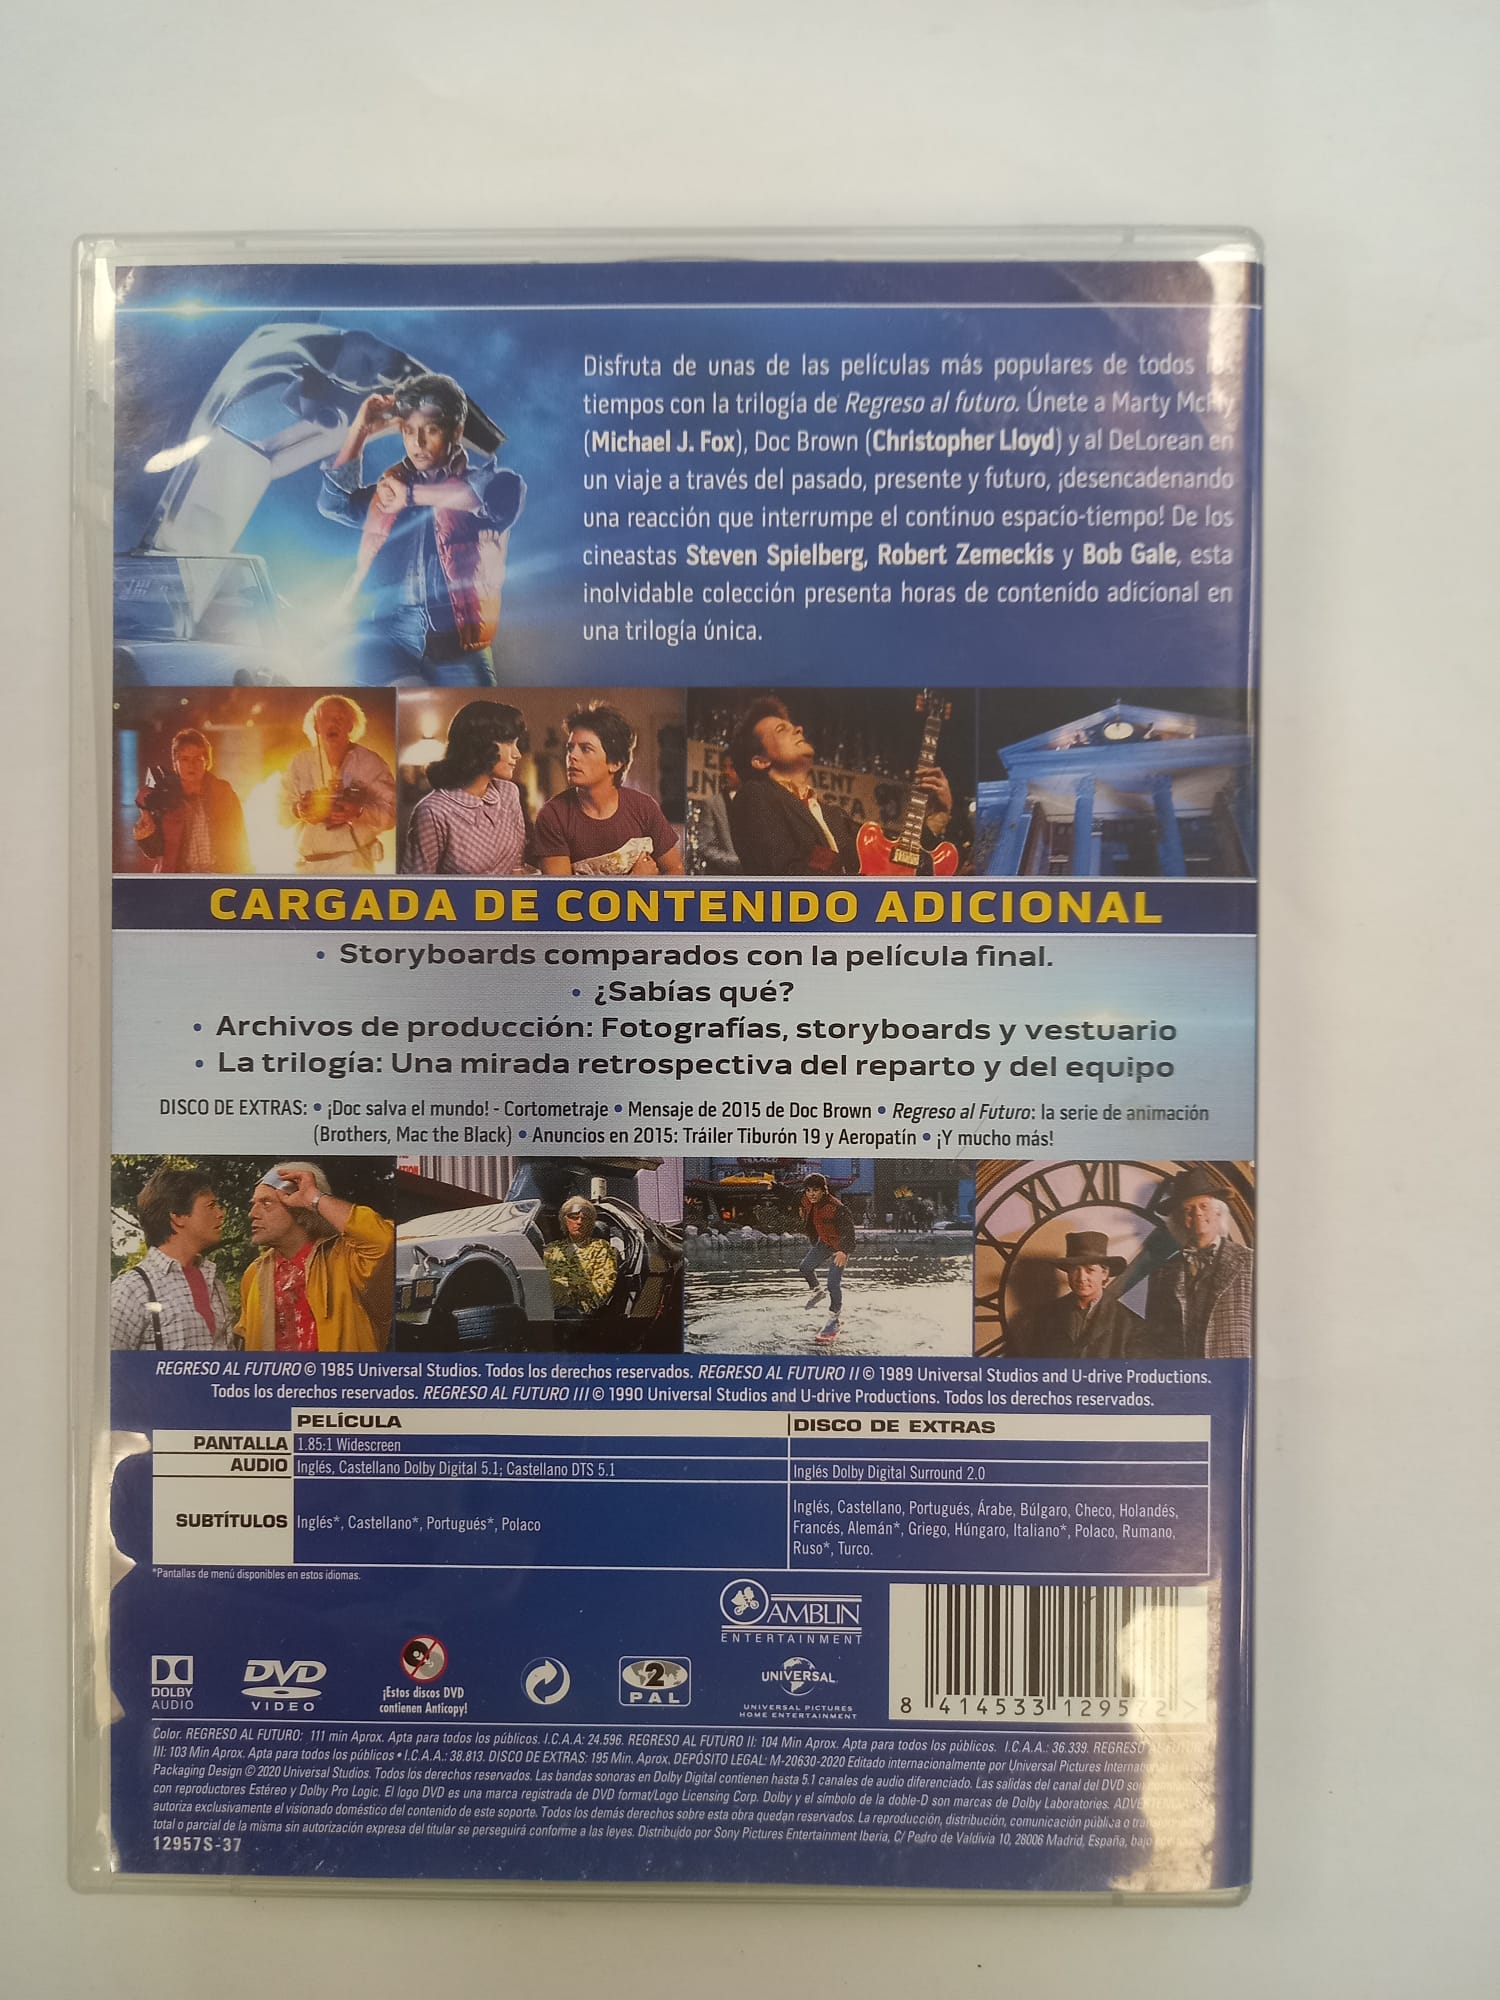 Disfruta de unas de las películas más populares de todos los
tiempos con la trilogía de Regreso al futuro. Únete a Marty McFly
(Michael J. Fox), Doc Brown (Christopher Lloyd) y al DeLorean en
un viaje a través del pasado, presente y futuro, ¡desencadenando
una reacción que interrumpe el continuo espacio-tiempo! De los
cineastas Steven Spielberg, Robert Zemeckis y Bob Gale, esta
inolvidable colección presenta horas de contenido adicional en
una trilogía única.
CARGADA DE CONTENIDO ADICIONAL
• Storyboards comparados con la película final.
• ¿Sabías qué?
• Archivos de producción: Fotografías, storyboards y vestuario
• La trilogía: Una mirada retrospectiva del reparto y del equipo
DISCO DE EXTRAS: • ¡Doc salva el mundo! - Cortometraje • Mensaje de 2015 de Doc Brown • Regreso al Futuro: la serie de animación
(Brothers, Mac the Black) • Anuncios en 2015: Tráiler Tiburón 19 y Aeropatín • ¡Y mucho más!
REGRESO AL FUTURO © 1985 Universal Studios. Todos los derechos reservados. REGRESO AL FUTURO II © 1989 Universal Studios and U-drive Productions.
Todos los derechos reservados. REGRESO AL FUTURO III © 1990 Universal Studios and U-drive Productions. Todos los derechos reservados.
PELÍCULA DISCO DE EXTRAS
PANTALLA 1.85:1 Widescreen
AUDIO Inglés, Castellano Dolby Digital 5.1; Castellano DTS 5.1 Inglés Dolby Digital Surround 2.0
SUBTÍTULOS Inglés*, Castellano*, Portugués*, Polaco
Inglés, Castellano, Portugués, Árabe, Búlgaro, Checo, Holandés,
Francés, Alemán*, Griego, Húngaro, Italiano*, Polaco, Rumano,
Ruso*, Turco.
*Pantallas de menú disponibles en estos idiomas.
AMBLIN
ENTERTAINMENT
DOLBY
AUDIO
DVD
VIDEO
¡Estos discos DVD
contienen Anticopy!
2
PAL
UNIVERSAL
UNIVERSAL PICTURES
HOME ENTERTAINMENT
8 414533 129572 >
Color. REGRESO AL FUTURO: 111 min Aprox. Apta para todos los públicos. I.C.A.A: 24.596. REGRESO AL FUTURO II: 104 Min Aprox. Apta para todos los públicos. I.C.A.A.: 36.339. REGRESO AL FUTURO
III: 103 Min Aprox. Apta para todos los públicos • I.C.A.A.: 38.813. DISCO DE EXTRAS: 195 Min. Aprox. DEPÓSITO LEGAL: M-20630-2020 Editado internacionalmente por Universal Pictures
Packaging Design © 2020 Universal Studios. Todos los derechos reservados. Las bandas sonoras en Dolby Digital contienen hasta 5.1 canales de audio diferenciado. Las salidas del canal del DVD son
con reproductores Estéreo y Dolby Pro Logic. El logo DVD es una marca registrada de DVD format/Logo Licensing Corp. Dolby y el símbolo de la doble-D son marcas de Dolby Laboratories. ADVERTENCIA:
autoriza exclusivamente el visionado doméstico del contenido de este soporte. Todos los demás derechos sobre esta obra quedan reservados. La reproducción, distribución, comunicación pública o
total o parcial de la misma sin autorización expresa del titular se perseguirá conforme a las leyes. Distribuido por Sony Pictures Entertainment Iberia, C/ Pedro de Valdivia 10, 28006 Madrid, España, bajo
12957S-37